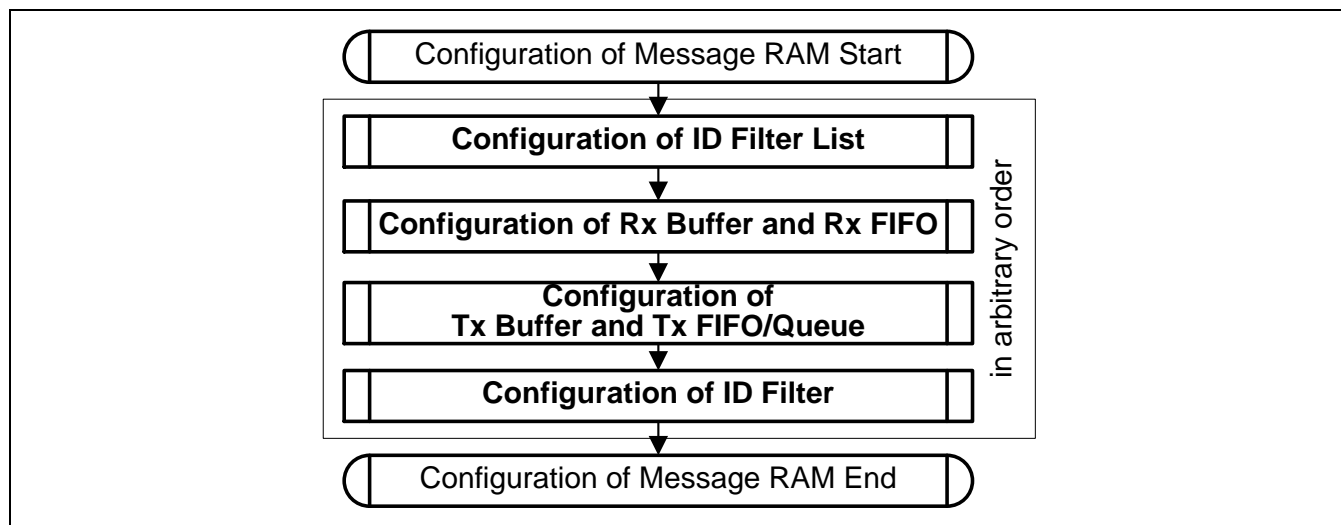 Configuration of Message RAM Start
Configuration of ID Filter List
Configuration of Rx Buffer and Rx FIFO
Configuration of
Tx Buffer and Tx FIFO/Queue
Configuration of ID Filter
in arbitrary order
Configuration of Message RAM End